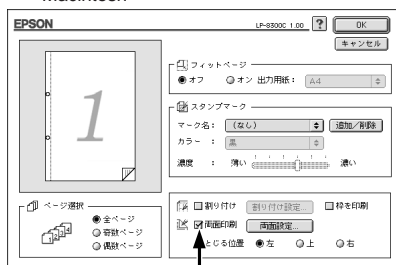 Macintosh
EPSON
LP-8300C 1.00
?
OK
キャンセル
フィットページ
オフ オン 出力用紙： A4
スタンプマーク
マーク名： (なし) 追加／削除
カラー ： 黒
濃度 ： 薄い 濃い
1
ページ選択
全ページ
奇数ページ
偶数ページ
割り付け 割り付け設定... 枠を印刷
両面印刷 両面設定...
とじる位置 左 上 右